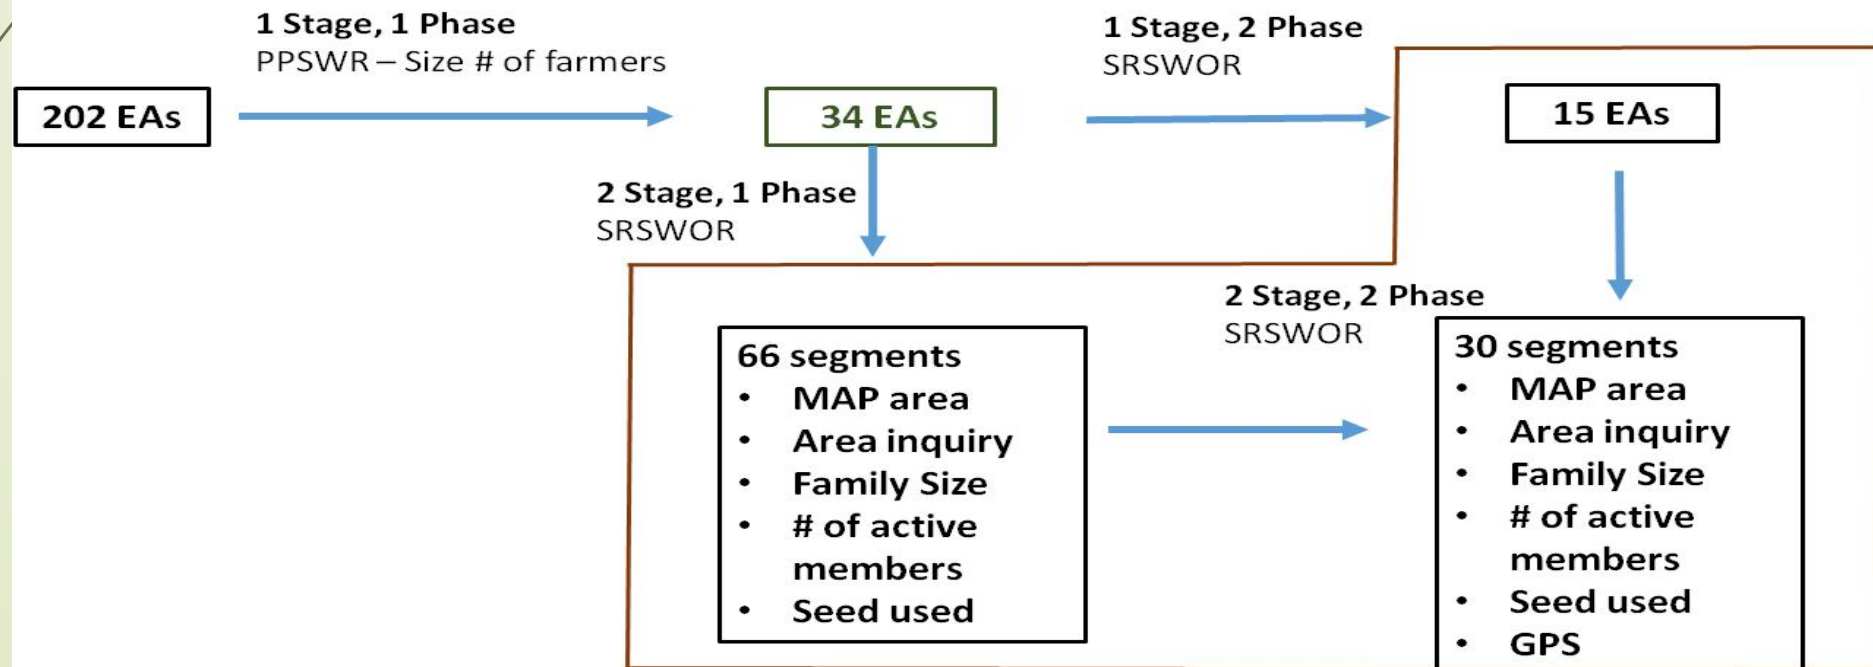 1 Stage, 1 Phase
PPSWR – Size # of farmers
1 Stage, 2 Phase
SRSWOR
202 EAs
34 EAs
15 EAs
2 Stage, 1 Phase
SRSWOR
2 Stage, 2 Phase
SRSWOR
66 segments
• MAP area
• Area inquiry
• Family Size
• # of active
members
• Seed used
30 segments
• MAP area
• Area inquiry
• Family Size
• # of active
members
• Seed used
• GPS